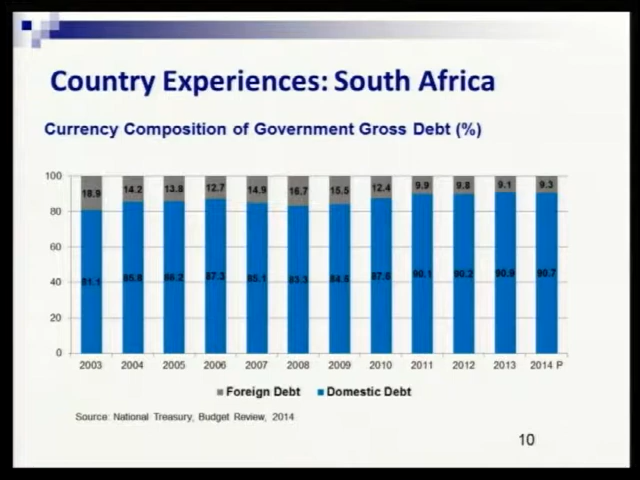 Country Experiences: South Africa
Currency Composition of Government Gross Debt (%)
100
80
60
40
20
0
18.9 14.2 13.8 12.7 14.9 16.7 15.5 12.4 9.9 9.8 9.1 9.3
81.1 85.8 86.2 87.3 85.1 83.3 84.5 87.6 90.1 90.2 90.9 90.7
2003 2004 2005 2006 2007 2008 2009 2010 2011 2012 2013 2014 P
Foreign Debt Domestic Debt
Source: National Treasury, Budget Review, 2014
10